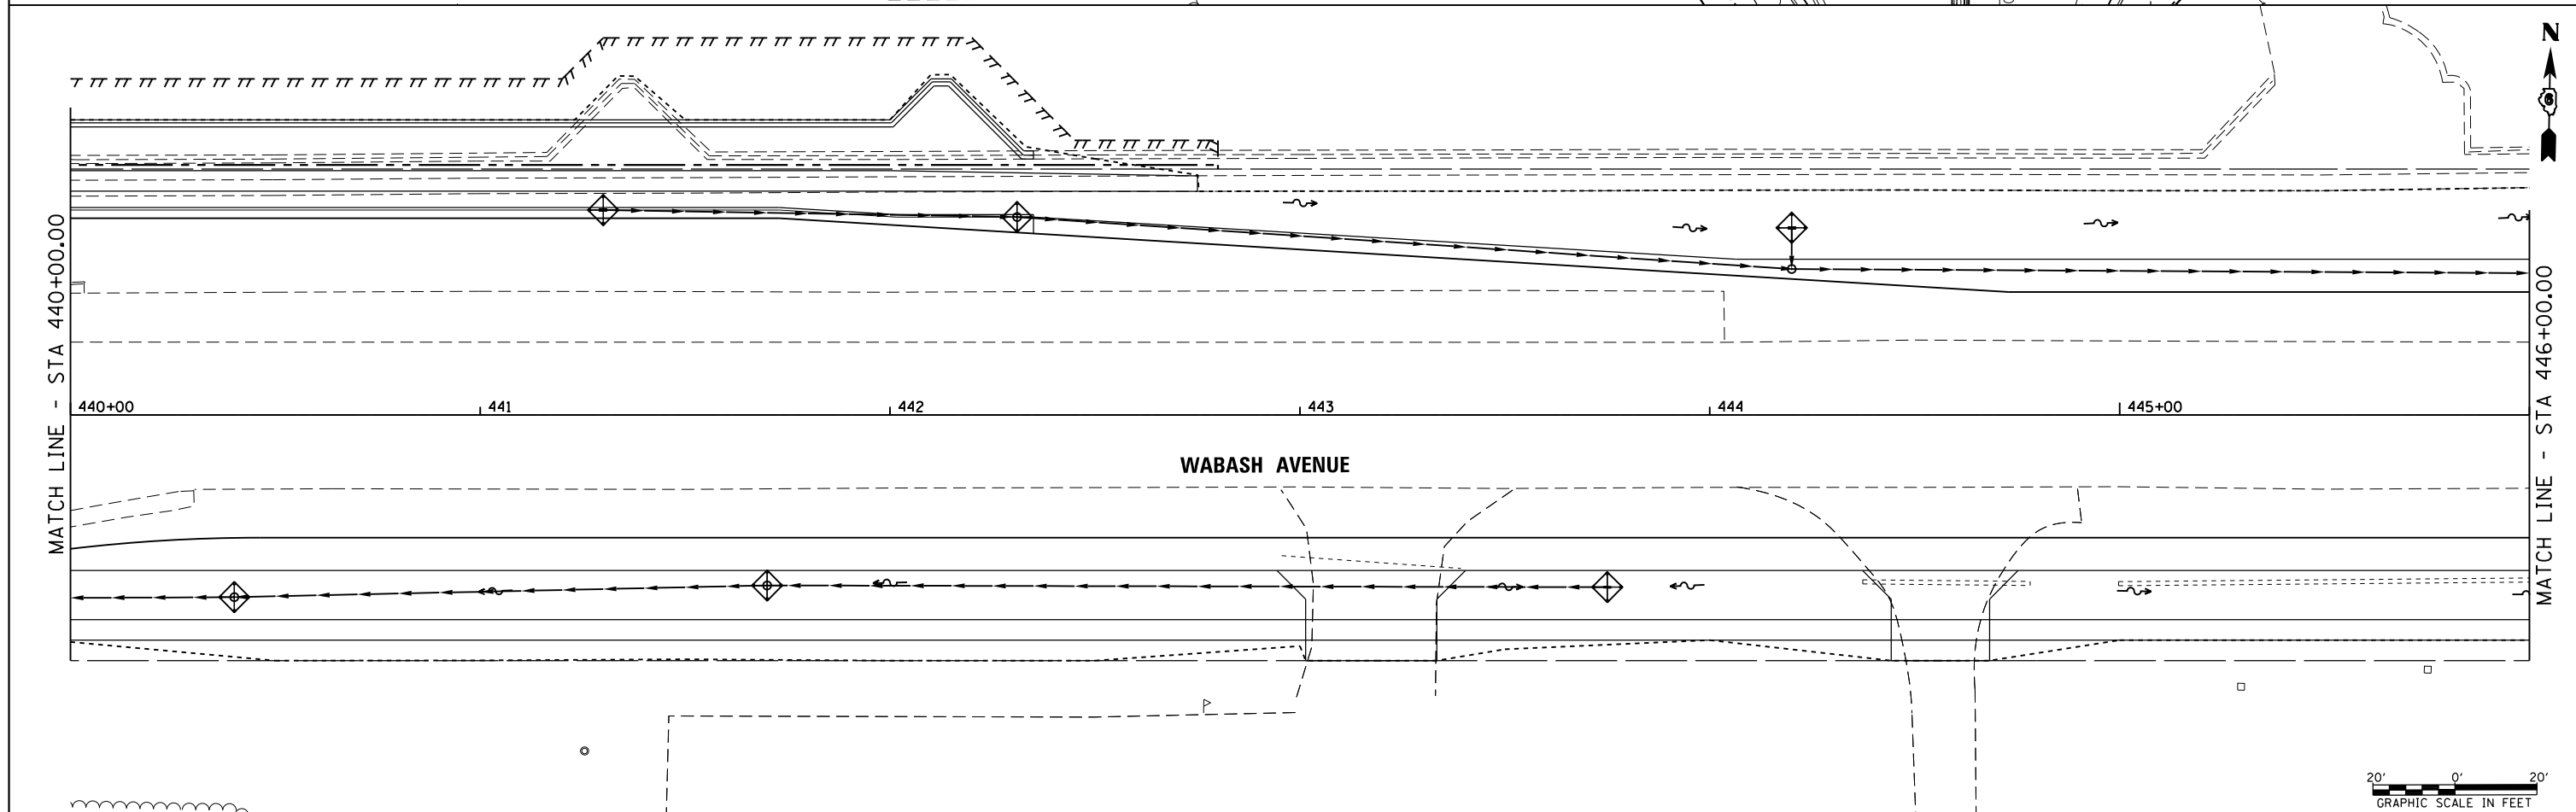 N
6
MATCH LINE - STA 440+00.00
440+00
441
442
443
444
445+00
MATCH LINE - STA 446+00.00
WABASH AVENUE
20' 0' 20'
GRAPHIC SCALE IN FEET